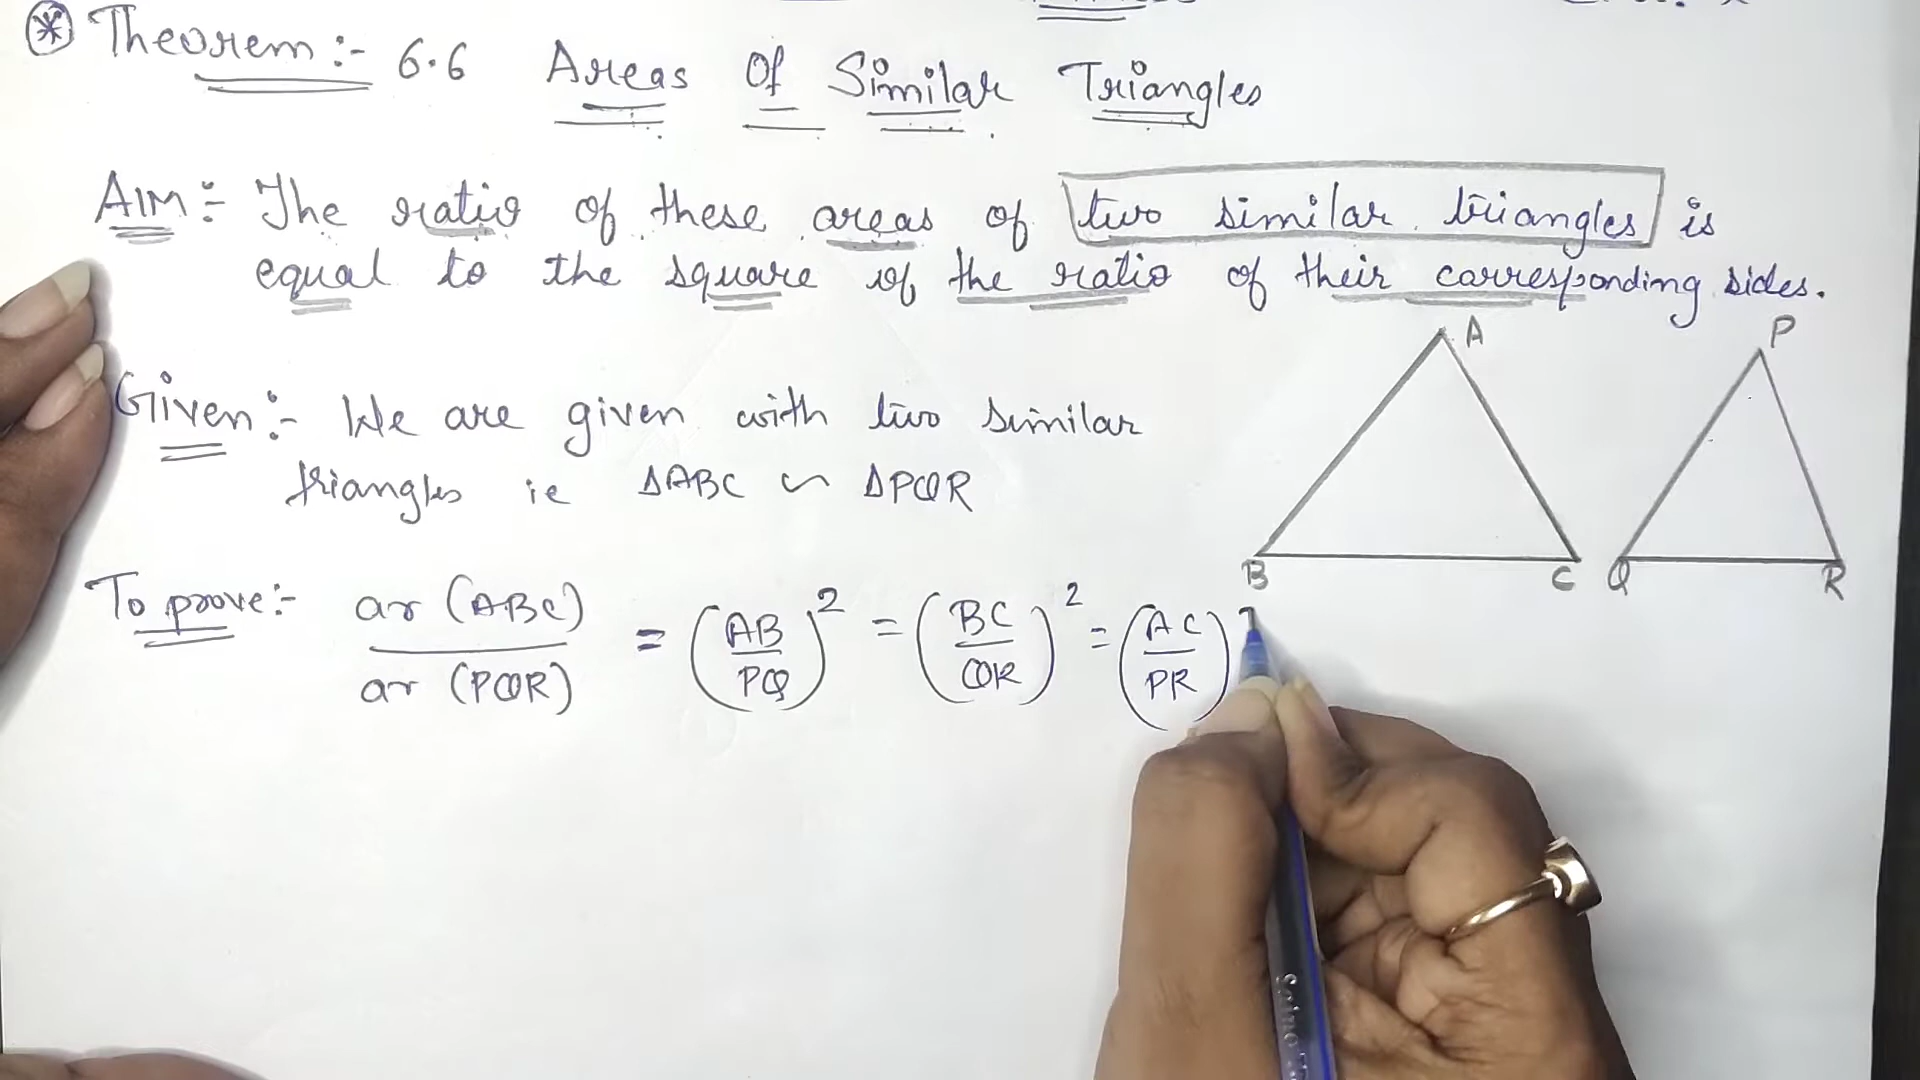 Theorem :- 6.6 Areas Of Similar Triangles
AIM :- The ratio of these areas of two similar triangles is
equal to the square of the ratio of their carresponding sides.
A
P
Given :- We are given with two similar
triangles ie ΔABC ∽ ΔPQR
B C Q R
To prove :- ar (ABC) / ar (PQR) = (AB/PQ)² = (BC/QR)² = (AC/PR)